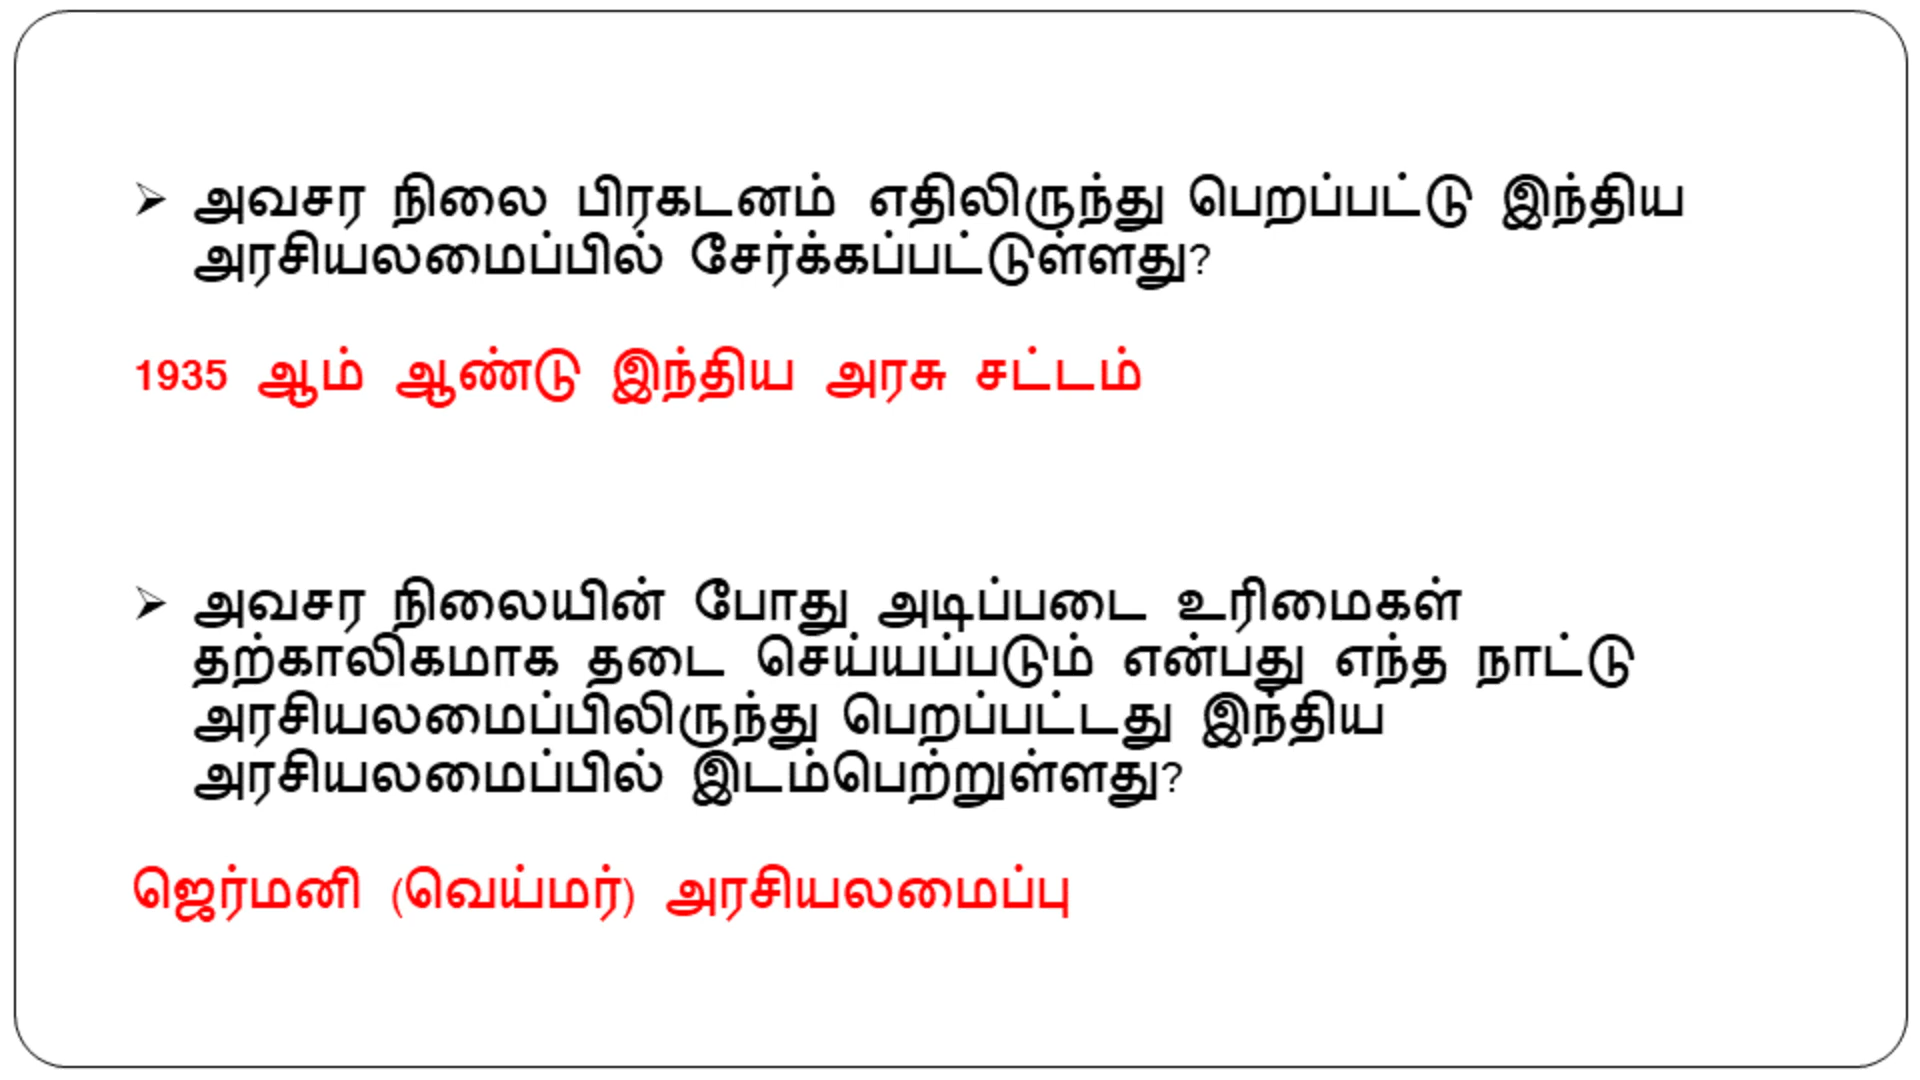 ➢ அவசர நிலை பிரகடனம் எதிலிருந்து பெறப்பட்டு இந்திய
அரசியலமைப்பில் சேர்க்கப்பட்டுள்ளது?
1935 ஆம் ஆண்டு இந்திய அரசு சட்டம்
➢ அவசர நிலையின் போது அடிப்படை உரிமைகள்
தற்காலிகமாக தடை செய்யப்படும் என்பது எந்த நாட்டு
அரசியலமைப்பிலிருந்து பெறப்பட்டது இந்திய
அரசியலமைப்பில் இடம்பெற்றுள்ளது?
ஜெர்மனி (வெய்மர்) அரசியலமைப்பு